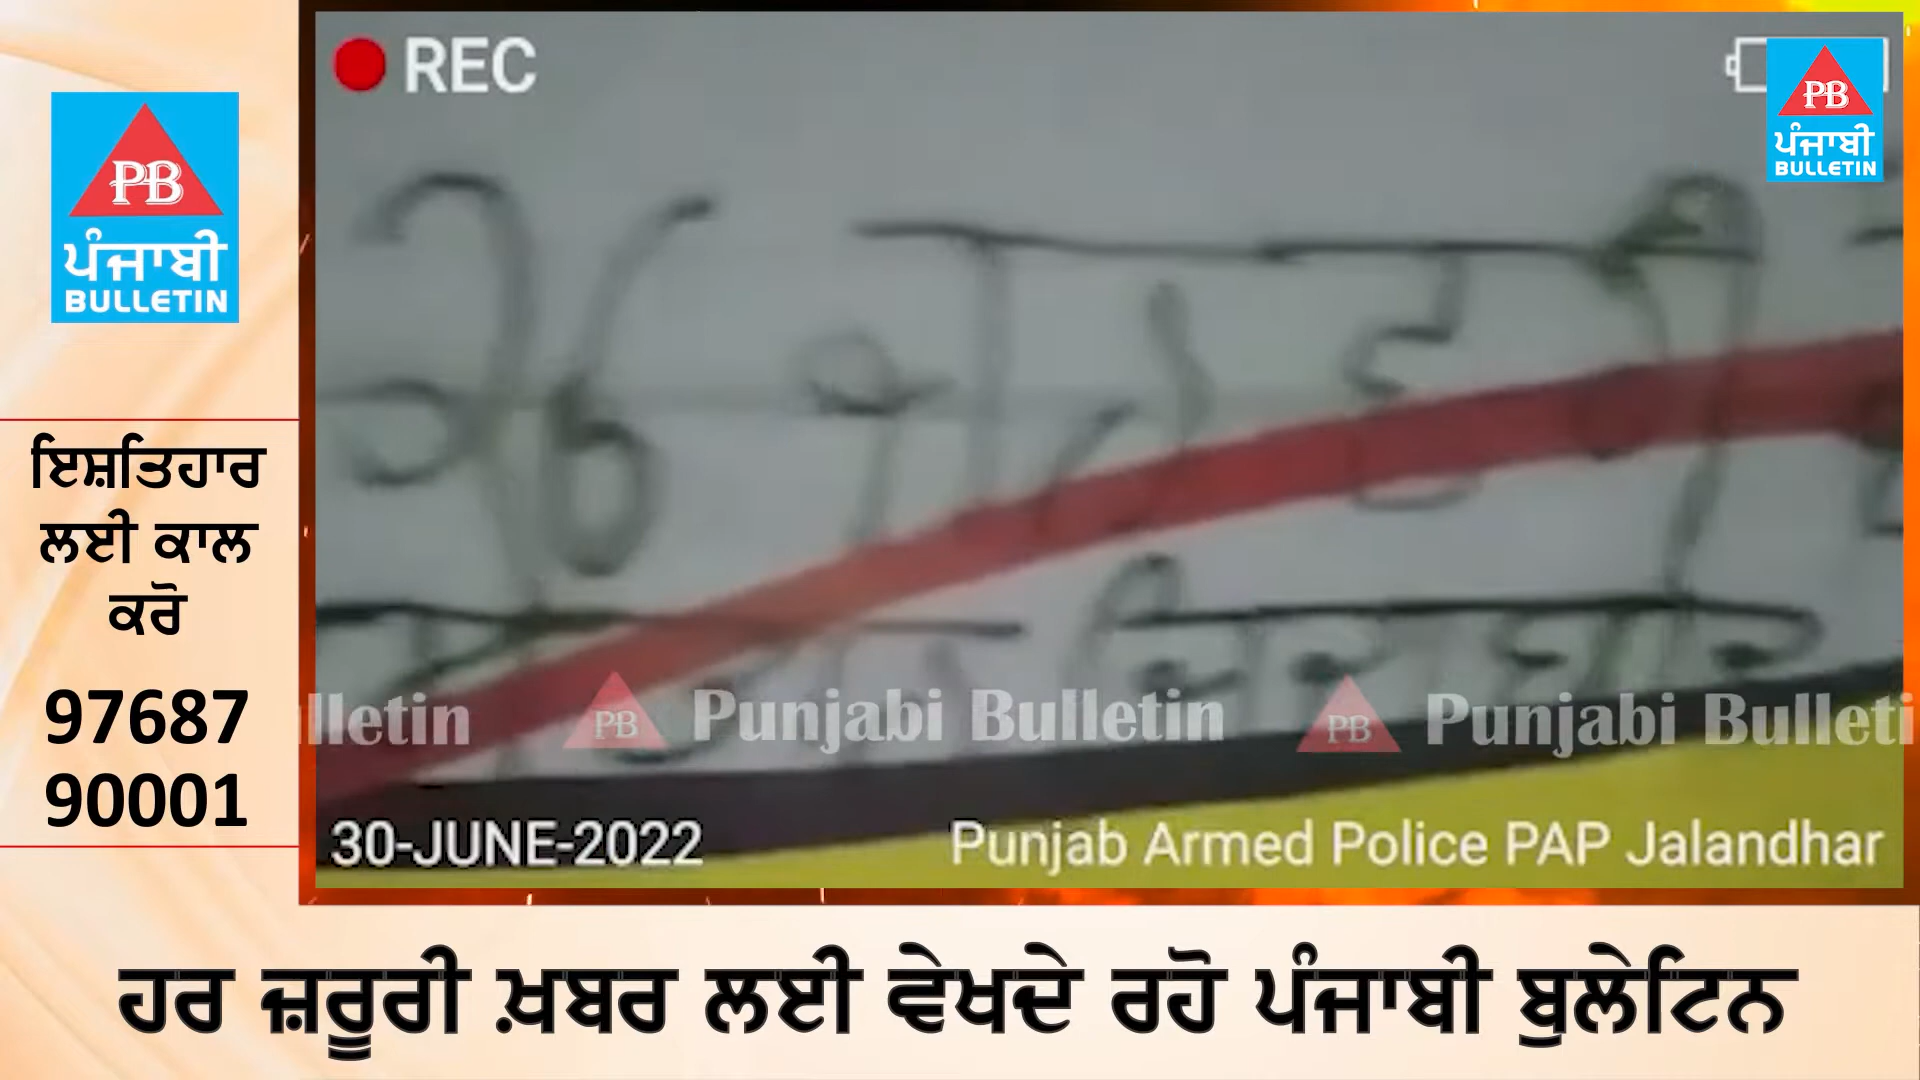 REC
PB
ਪੰਜਾਬੀ
BULLETIN
PB
ਪੰਜਾਬੀ
BULLETIN
ਇਸ਼ਤਿਹਾਰ
ਲਈ ਕਾਲ
ਕਰੋ
97687
90001
lletin PB Punjabi Bulletin PB Punjabi Bulleti
30-JUNE-2022 Punjab Armed Police PAP Jalandhar
ਹਰ ਜ਼ਰੂਰੀ ਖ਼ਬਰ ਲਈ ਵੇਖਦੇ ਰਹੋ ਪੰਜਾਬੀ ਬੁਲੇਟਿਨ